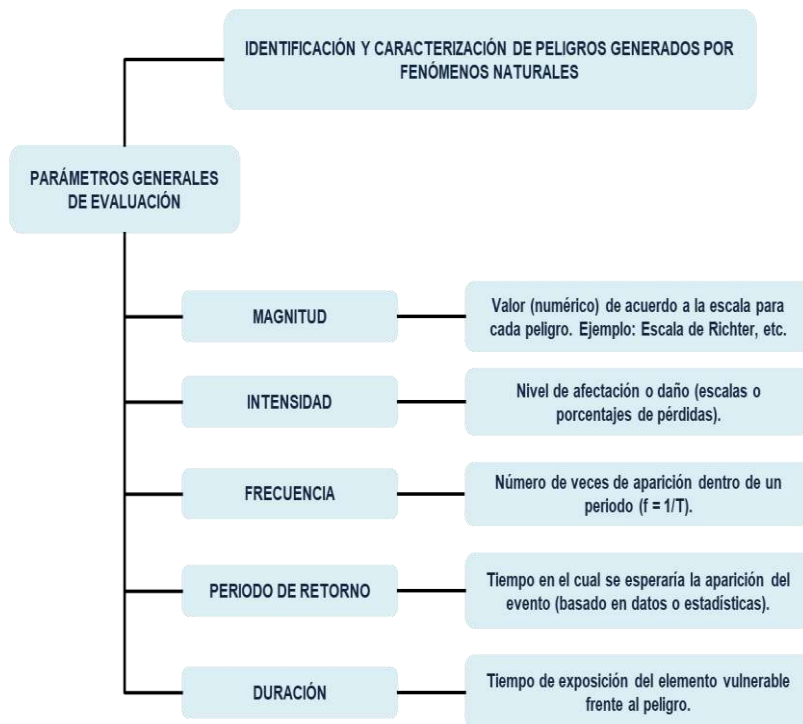 IDENTIFICACIÓN Y CARACTERIZACIÓN DE PELIGROS GENERADOS POR
FENÓMENOS NATURALES
PARÁMETROS GENERALES
DE EVALUACIÓN
MAGNITUD
Valor (numérico) de acuerdo a la escala para
cada peligro. Ejemplo: Escala de Richter, etc.
INTENSIDAD
Nivel de afectación o daño (escalas o
porcentajes de pérdidas).
FRECUENCIA
Número de veces de aparición dentro de un
periodo (f = 1/T).
PERIODO DE RETORNO
Tiempo en el cual se esperaría la aparición del
evento (basado en datos o estadísticas).
DURACIÓN
Tiempo de exposición del elemento vulnerable
frente al peligro.